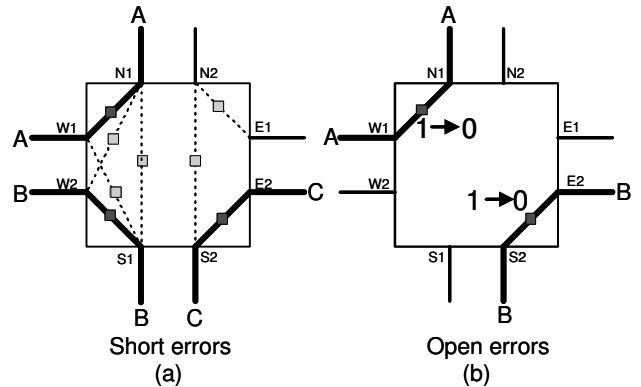 A
A
N1
N2
N1
N2
A
W1
E1
A
W1
1→0
E1
B
W2
E2
C
W2
1→0
E2
B
S1
S2
S1
S2
B
C
B
Short errors
Open errors
(a)
(b)